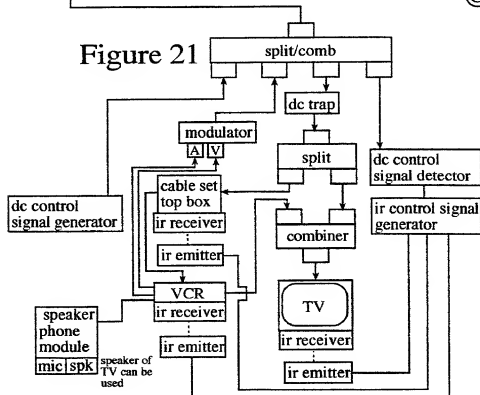 Figure 21
split/comb
dc trap
modulator
A V
split
dc control
signal detector
cable set
top box
ir receiver
dc control
signal generator
ir control signal
generator
combiner
ir emitter
VCR
ir receiver
TV
speaker
phone
module
mic spk
speaker of
TV can be
used
ir emitter
ir receiver
ir emitter